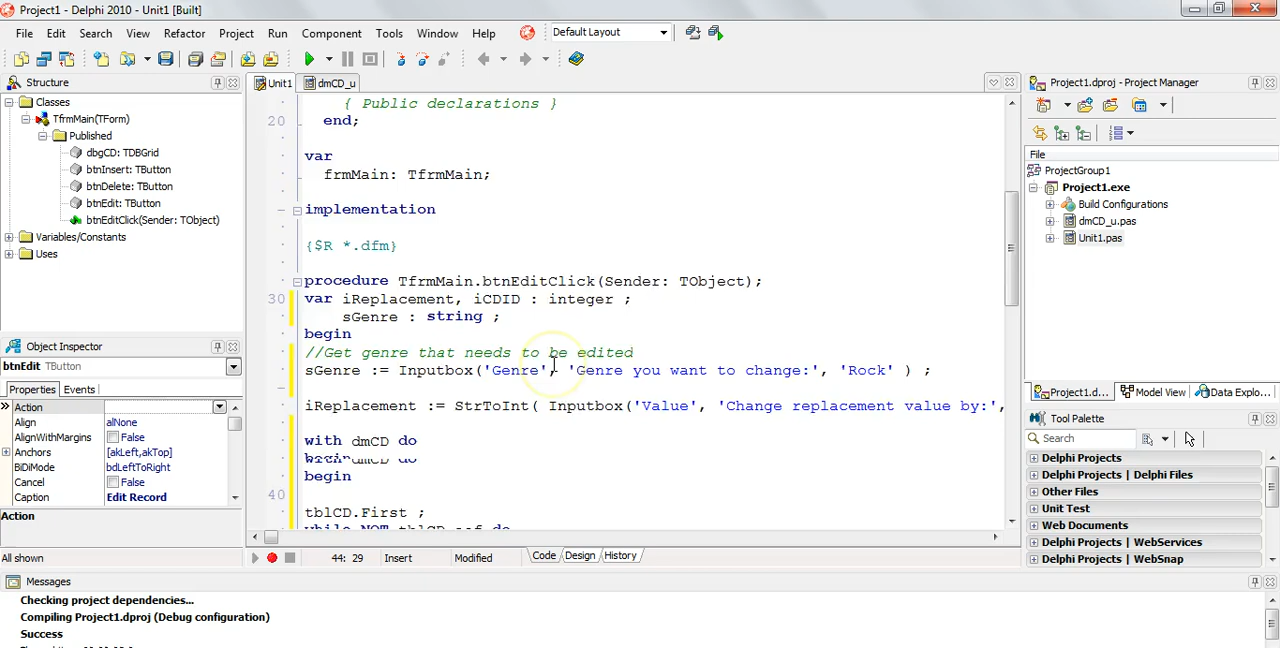 Project1 - Delphi 2010 - Unit1 [Built]
File Edit Search View Refactor Project Run Component Tools Window Help Default Layout
Structure
Classes
TfrmMain(TForm)
Published
dbgCD: TDBGrid
btnInsert: TButton
btnDelete: TButton
btnEdit: TButton
btnEditClick(Sender: TObject)
Variables/Constants
Uses
Object Inspector
btnEdit TButton
Properties Events
Action
Align alNone
AlignWithMargins False
Anchors [akLeft,akTop]
BiDiMode bdLeftToRight
Cancel False
Caption Edit Record
Action
All shown
Unit1 dmCD_u
{ Public declarations }
20 end;
var
frmMain: TfrmMain;
implementation
{$R *.dfm}
procedure TfrmMain.btnEditClick(Sender: TObject);
30 var iReplacement, iCDID : integer ;
sGenre : string ;
begin
//Get genre that needs to be edited
sGenre := Inputbox('Genre', 'Genre you want to change:', 'Rock' ) ;
iReplacement := StrToInt( Inputbox('Value', 'Change replacement value by:',
with dmCD do
begin
40
tblCD.First ;
while NOT tblCD.eof do
44: 29 Insert Modified Code Design History
Project1.dproj - Project Manager
File
ProjectGroup1
Project1.exe
Build Configurations
dmCD_u.pas
Unit1.pas
Project1.d... Model View Data Explo...
Tool Palette
Search
Delphi Projects
Delphi Projects | Delphi Files
Other Files
Unit Test
Web Documents
Delphi Projects | WebServices
Delphi Projects | WebSnap
Messages
Checking project dependencies...
Compiling Project1.dproj (Debug configuration)
Success